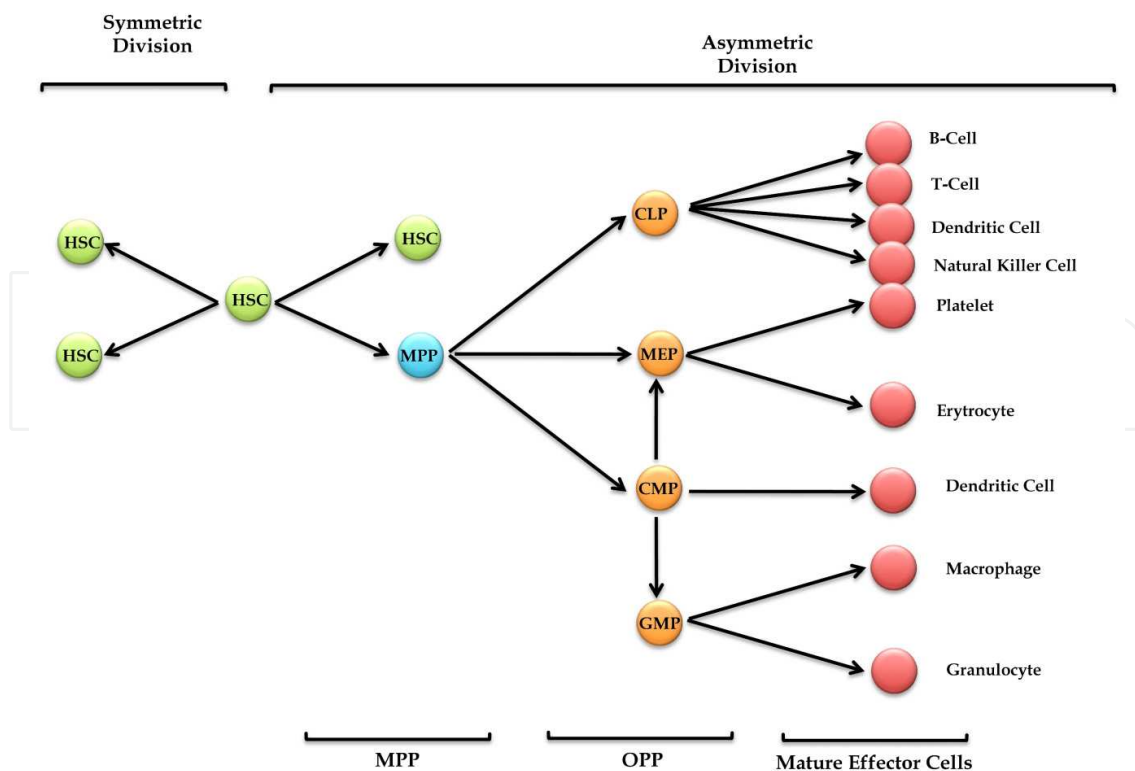 Symmetric
Division
Asymmetric
Division
B-Cell
CLP
T-Cell
HSC
HSC
Dendritic Cell
Natural Killer Cell
HSC
Platelet
HSC
MPP
MEP
Erytrocyte
CMP
Dendritic Cell
Macrophage
GMP
Granulocyte
MPP
OPP
Mature Effector Cells